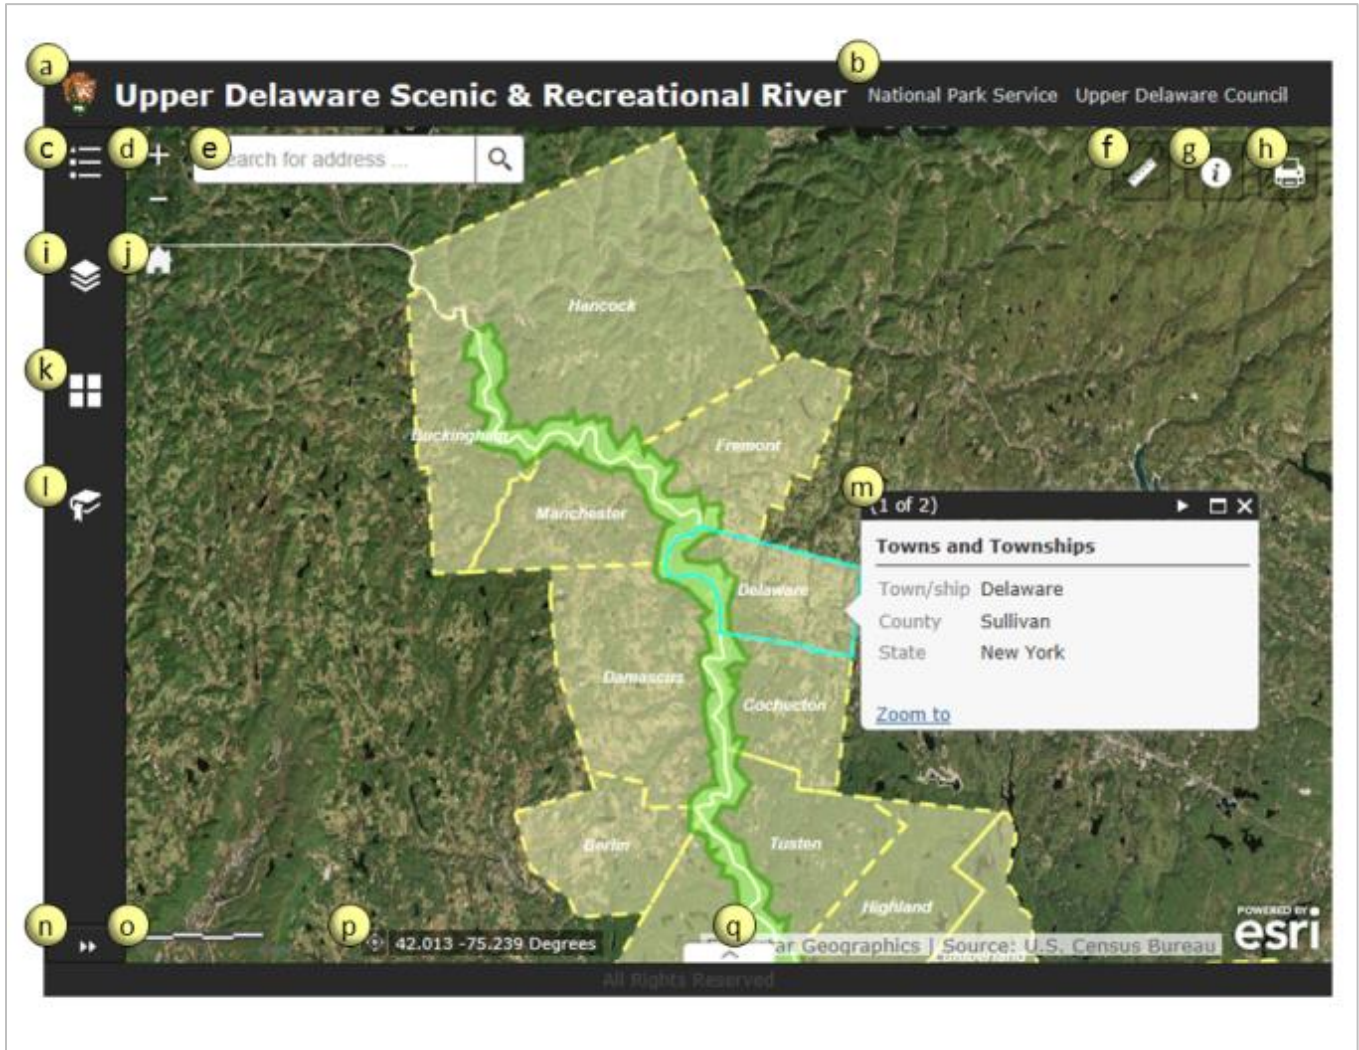 a
Upper Delaware Scenic & Recreational River
b
National Park Service Upper Delaware Council
c
d
+
−
e
earch for address ...
f
g
i
h
i
j
k
l
Hancock
Buckingham
Fremont
Manchester
Delaware
Damascus
Cochecton
Berlin
Tusten
Highland
m
(1 of 2)
Towns and Townships
Town/ship Delaware
County Sullivan
State New York
Zoom to
n
o
p
42.013 -75.239 Degrees
q
tar Geographics | Source: U.S. Census Bureau
POWERED BY
esri
All Rights Reserved